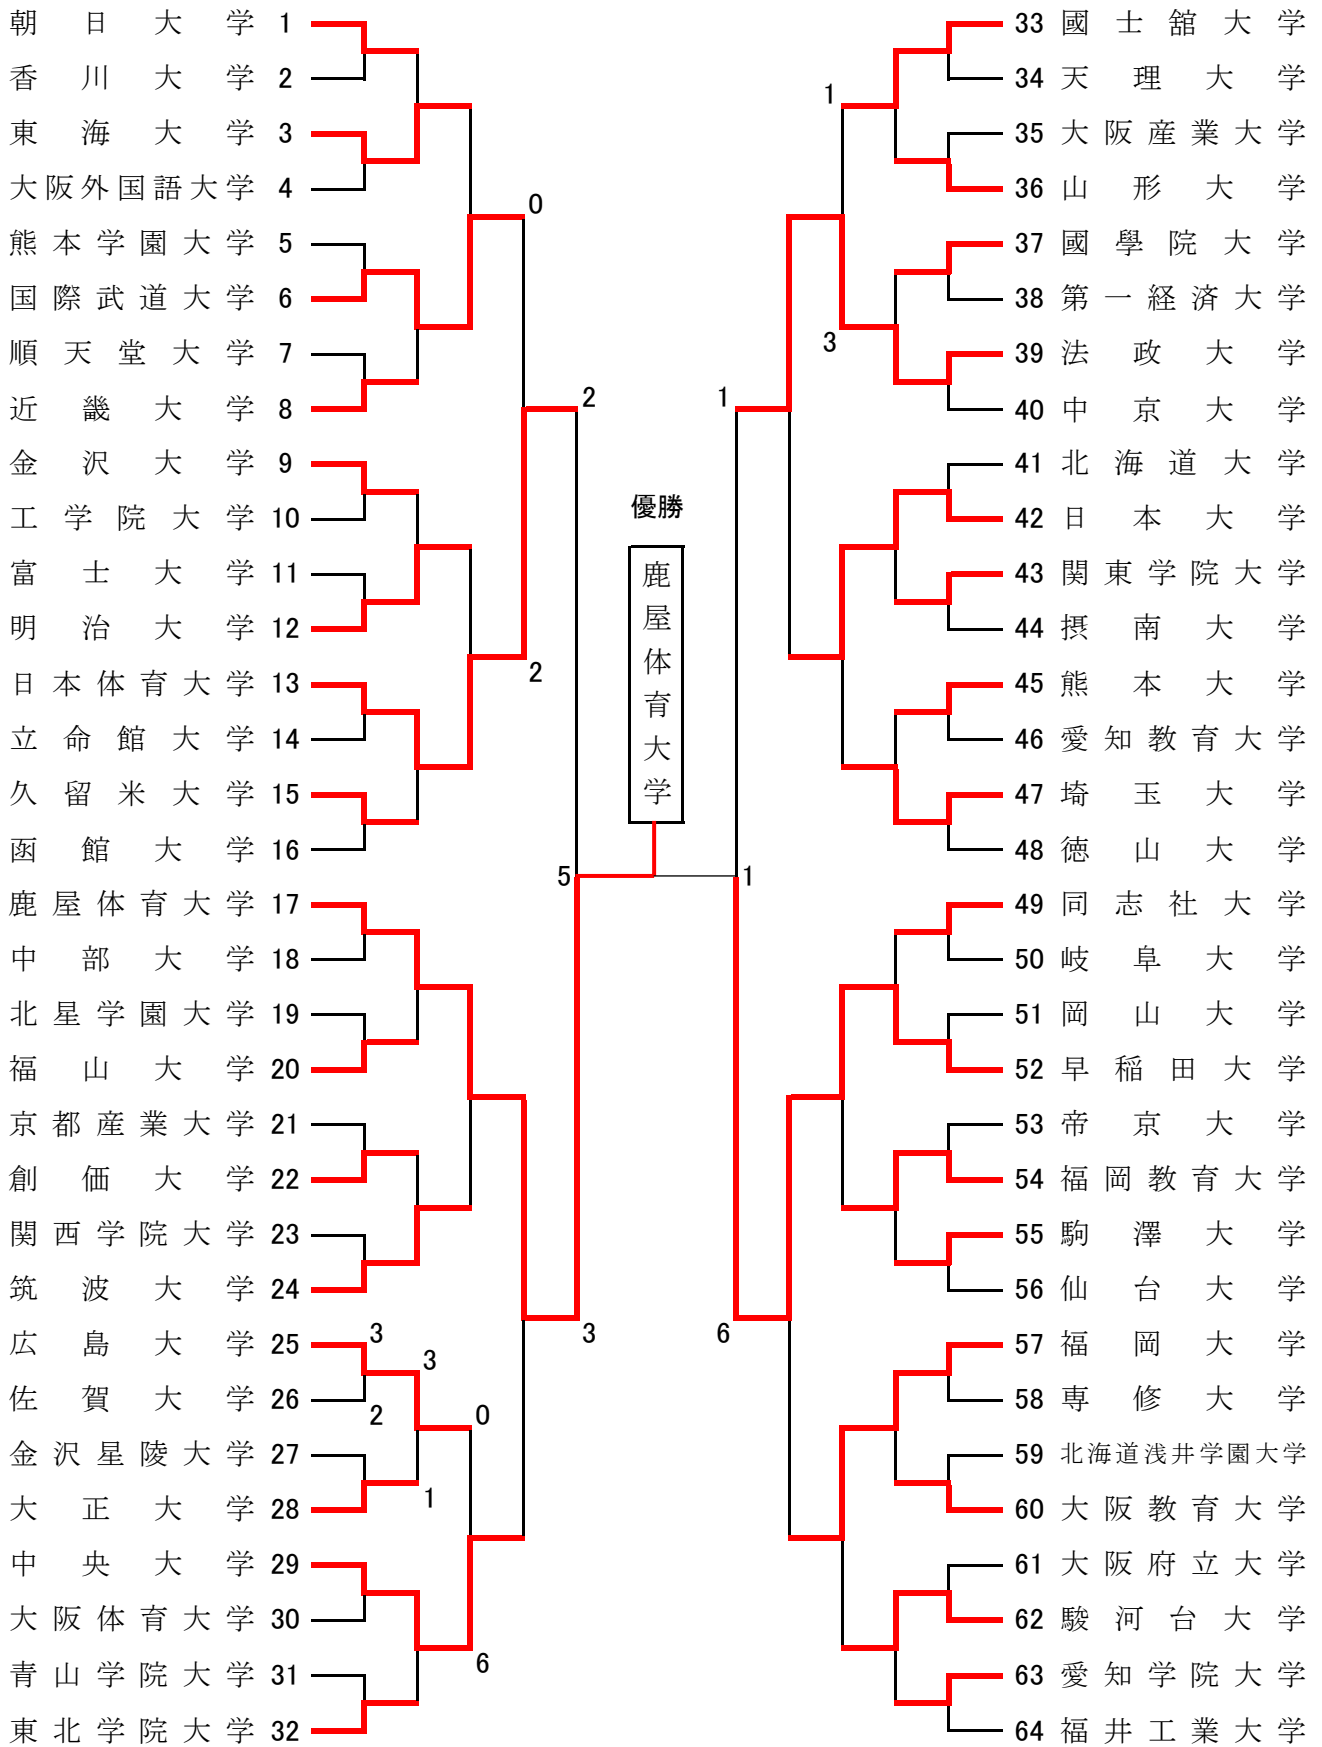 朝日大学 1
香川大学 2
東海大学 3
大阪外国語大学 4
熊本学園大学 5
国際武道大学 6
順天堂大学 7
近畿大学 8
金沢大学 9
工学院大学 10
富士大学 11
明治大学 12
日本体育大学 13
立命館大学 14
久留米大学 15
函館大学 16
鹿屋体育大学 17
中部大学 18
北星学園大学 19
福山大学 20
京都産業大学 21
創価大学 22
関西学院大学 23
筑波大学 24
広島大学 25
佐賀大学 26
金沢星陵大学 27
大正大学 28
中央大学 29
大阪体育大学 30
青山学院大学 31
東北学院大学 32
0
2
2
5
3
3
3
2
0
1
6
優勝
鹿屋体育大学
1
3
1
1
6
33 國士舘大学
34 天理大学
35 大阪産業大学
36 山形大学
37 國學院大学
38 第一経済大学
39 法政大学
40 中京大学
41 北海道大学
42 日本大学
43 関東学院大学
44 摂南大学
45 熊本大学
46 愛知教育大学
47 埼玉大学
48 徳山大学
49 同志社大学
50 岐阜大学
51 岡山大学
52 早稲田大学
53 帝京大学
54 福岡教育大学
55 駒澤大学
56 仙台大学
57 福岡大学
58 専修大学
59 北海道浅井学園大学
60 大阪教育大学
61 大阪府立大学
62 駿河台大学
63 愛知学院大学
64 福井工業大学